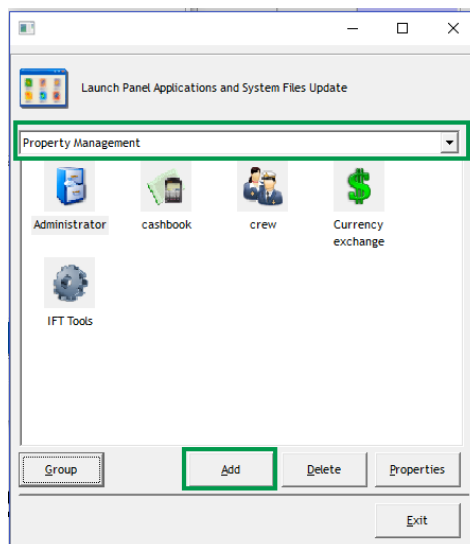 Launch Panel Applications and System Files Update
Property Management
Administrator
cashbook
crew
Currency
exchange
IFT Tools
Group
Add
Delete
Properties
Exit